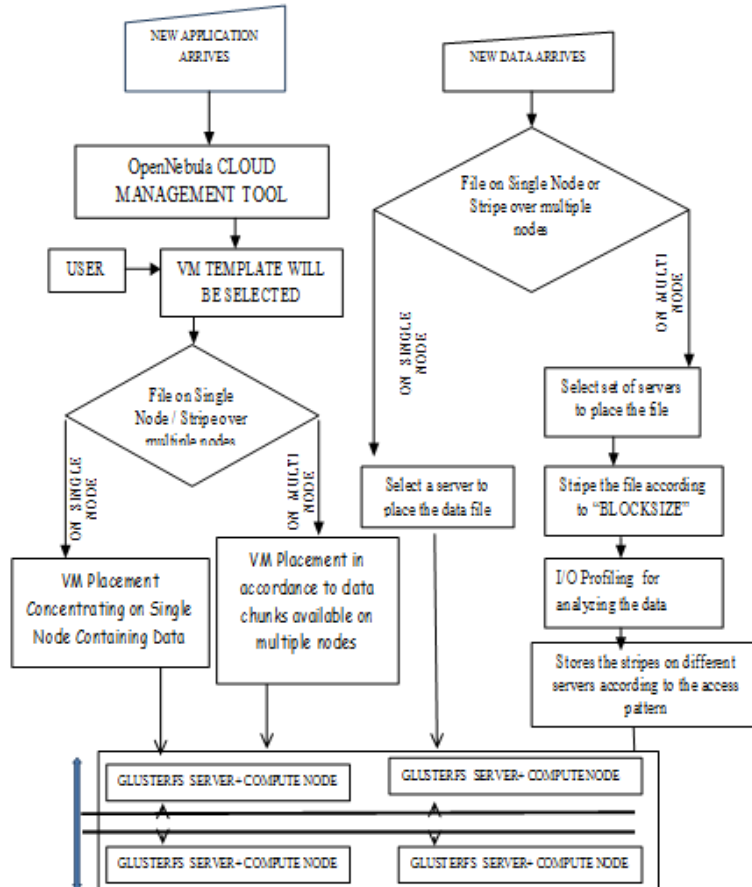 NEW APPLICATION
ARRIVES
NEW DATA ARRIVES
OpenNebula CLOUD
MANAGEMENT TOOL
File on Single Node or
Stripe over multiple
nodes
USER
VM TEMPLATE WILL
BE SELECTED
ON SINGLE
NODE
ON MULTI
NODE
File on Single
Node / Stripe over
multiple nodes
Select set of servers
to place the file
ON SINGLE
NODE
ON MULTI
NODE
Select a server to
place the data file
Stripe the file according
to “BLOCKSIZE”
VM Placement
Concentrating on Single
Node Containing Data
VM Placement in
accordance to data
chunks available on
multiple nodes
I/O Profiling for
analyzing the data
Stores the stripes on different
servers according to the access
pattern
GLUSTERFS SERVER+ COMPUTE NODE
GLUSTERFS SERVER+ COMPUTE NODE
GLUSTERFS SERVER+ COMPUTE NODE
GLUSTERFS SERVER+ COMPUTE NODE